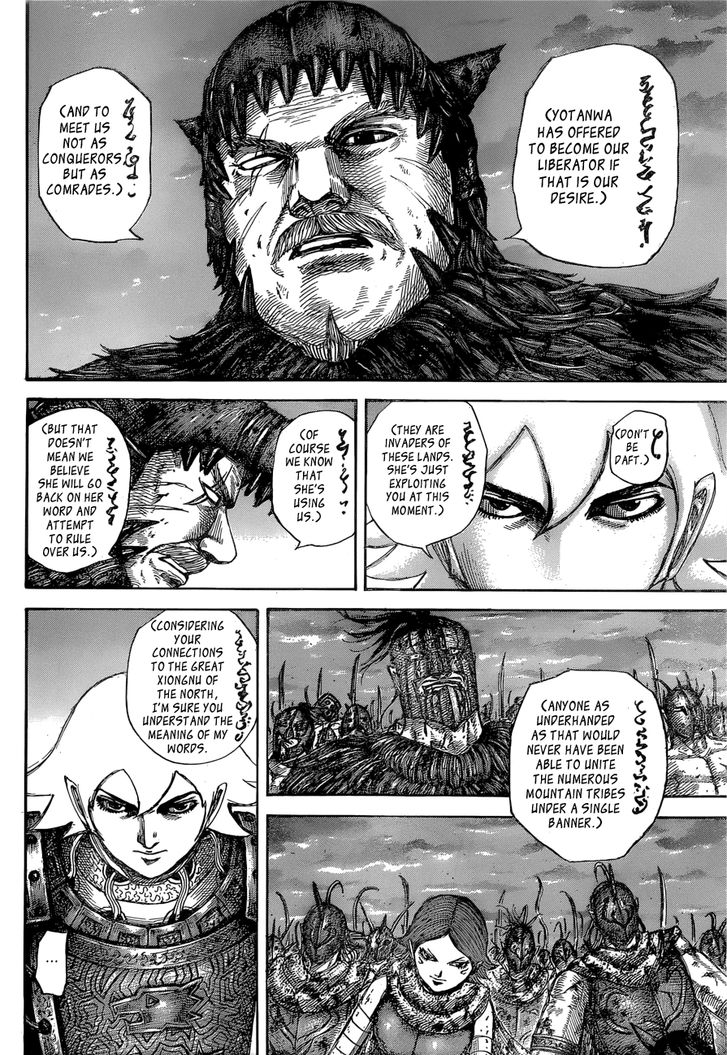 (YOTANWA
HAS OFFERED
TO BECOME OUR
LIBERATOR IF
THAT IS OUR
DESIRE.)
(AND TO
MEET US
NOT AS
CONQUERORS,
BUT AS
COMRADES.)
(DON'T
BE
DAFT.)
(THEY ARE
INVADERS OF
THESE LANDS.
SHE'S JUST
EXPLOITING
YOU AT THIS
MOMENT.)
(OF
COURSE
WE KNOW
THAT
SHE'S
USING
US.)
(BUT THAT
DOESN'T
MEAN WE
BELIEVE
SHE WILL GO
BACK ON HER
WORD AND
ATTEMPT
TO RULE
OVER US.)
(ANYONE AS
UNDERHANDED
AS THAT WOULD
NEVER HAVE BEEN
ABLE TO UNITE
THE NUMEROUS
MOUNTAIN TRIBES
UNDER A SINGLE
BANNER.)
(CONSIDERING
YOUR
CONNECTIONS
TO THE GREAT
XIONGNU OF
THE NORTH,
I'M SURE YOU
UNDERSTAND THE
MEANING OF MY
WORDS.
...